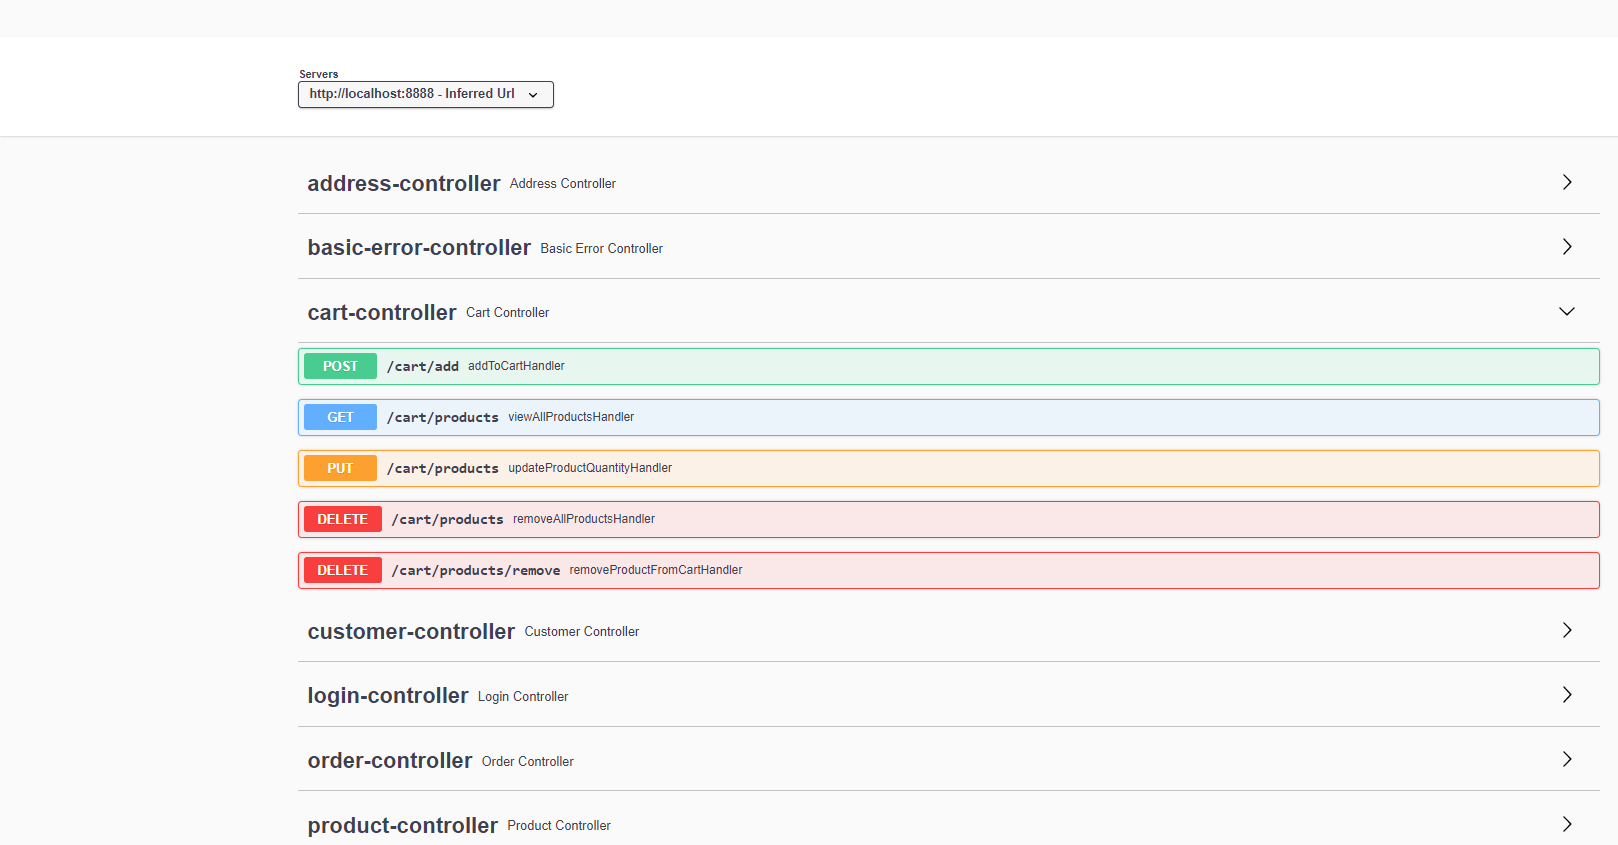 Servers
http://localhost:8888 - Inferred Url
address-controller Address Controller
basic-error-controller Basic Error Controller
cart-controller Cart Controller
POST /cart/add addToCartHandler
GET /cart/products viewAllProductsHandler
PUT /cart/products updateProductQuantityHandler
DELETE /cart/products removeAllProductsHandler
DELETE /cart/products/remove removeProductFromCartHandler
customer-controller Customer Controller
login-controller Login Controller
order-controller Order Controller
product-controller Product Controller